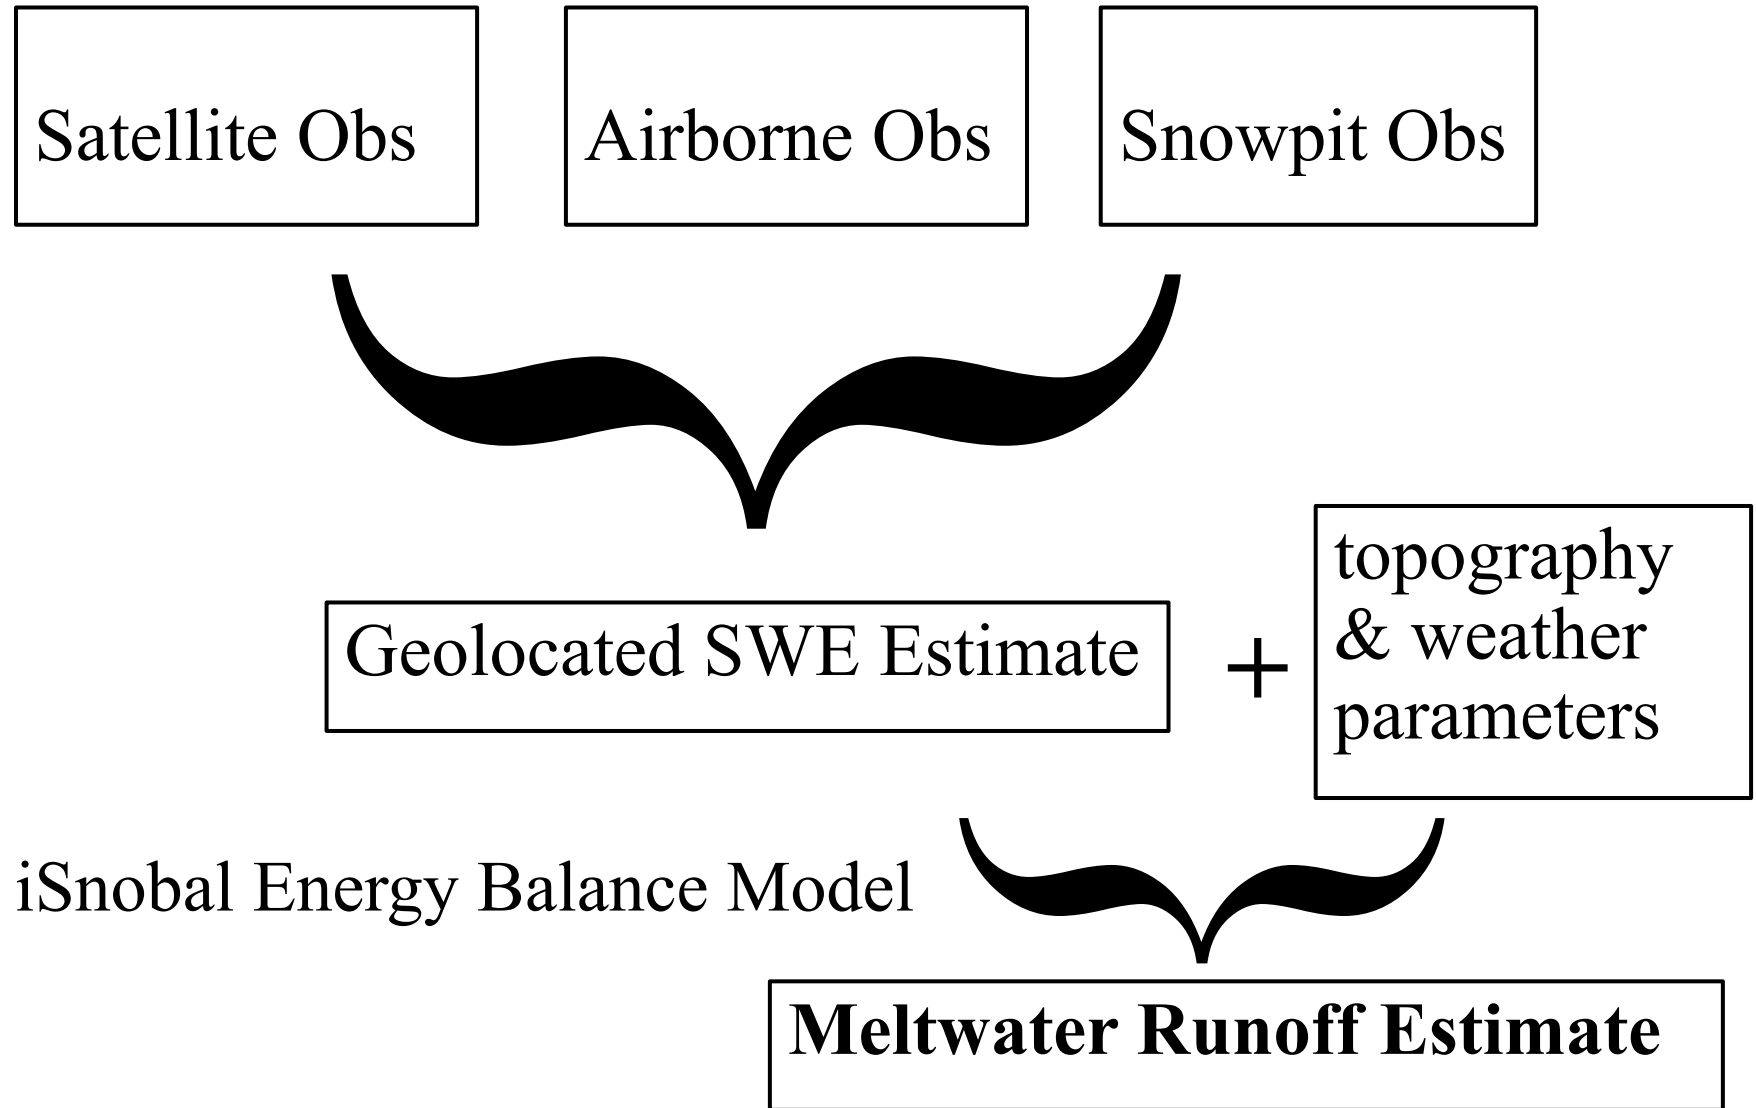 Satellite Obs
Airborne Obs
Snowpit Obs
Geolocated SWE Estimate
+
topography
& weather
parameters
iSnobal Energy Balance Model
Meltwater Runoff Estimate